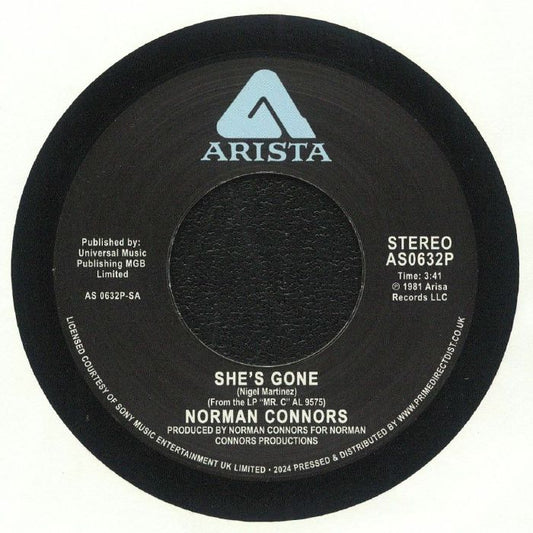 ARISTA
Published by:
Universal Music
Publishing MGB
Limited
AS 0632P-SA
STEREO
AS0632P
Time: 3:41
℗ 1981 Arisa
Records LLC
SHE'S GONE
(Nigel Martinez)
(From the LP "MR. C" AL 9575)
NORMAN CONNORS
PRODUCED BY NORMAN CONNORS FOR NORMAN
CONNORS PRODUCTIONS
LICENSED COURTESY OF SONY MUSIC ENTERTAINMENT UK LIMITED • 2024 PRESSED & DISTRIBUTED BY WWW.PRIMEDIRECTDIST.CO.UK